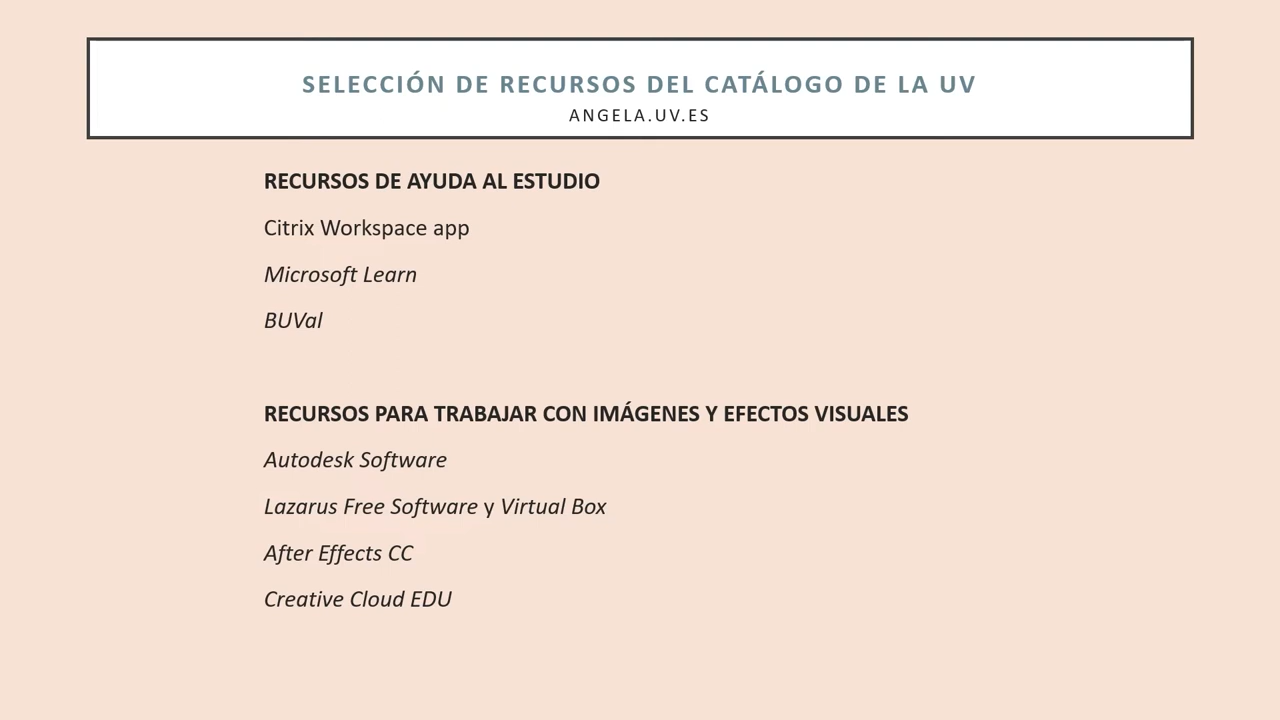 SELECCIÓN DE RECURSOS DEL CATÁLOGO DE LA UV
ANGELA.UV.ES
RECURSOS DE AYUDA AL ESTUDIO
Citrix Workspace app
Microsoft Learn
BUVal
RECURSOS PARA TRABAJAR CON IMÁGENES Y EFECTOS VISUALES
Autodesk Software
Lazarus Free Software y Virtual Box
After Effects CC
Creative Cloud EDU